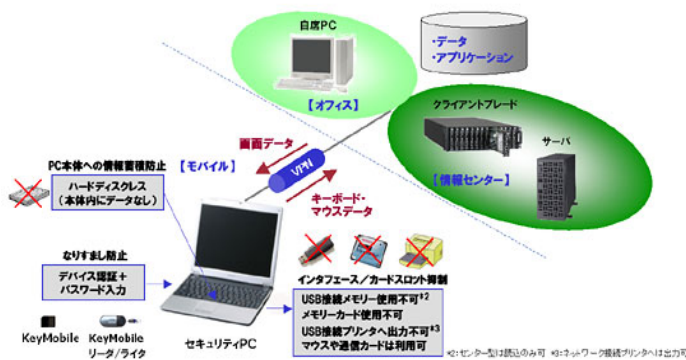 自席PC
・データ
・アプリケーション
【オフィス】
クライアントブレード
サーバ
【情報センター】
画面データ
VPN
キーボード・
マウスデータ
【モバイル】
PC本体への情報蓄積防止
ハードディスクレス
(本体内にデータなし)
なりすまし防止
デバイス認証+
パスワード入力
KeyMobile
KeyMobile
リーダ/ライタ
セキュリティPC
インタフェース/カードスロット抑制
USB接続メモリー使用不可*2
メモリーカード使用不可
USB接続プリンタへ出力不可*3
マウスや通信カードは利用可
*2:センター型は読込のみ可 *3:ネットワーク接続プリンタへは出力可